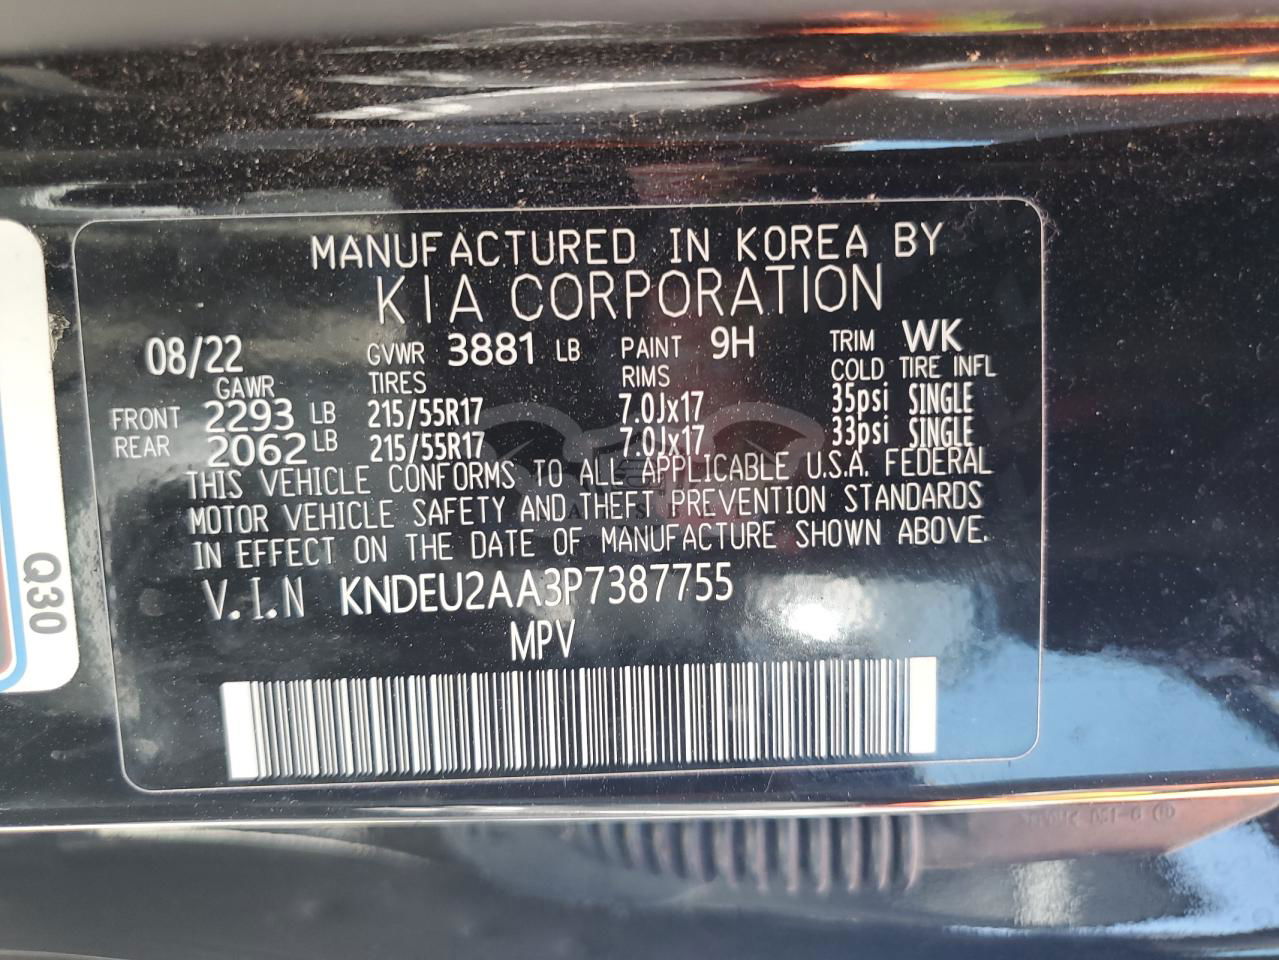 MANUFACTURED IN KOREA BY
KIA CORPORATION
08/22 GVWR 3881 LB PAINT 9H TRIM WK
GAWR TIRES RIMS COLD TIRE INFL
FRONT 2293 LB 215/55R17 7.0Jx17 35psi SINGLE
REAR 2062 LB 215/55R17 7.0Jx17 33psi SINGLE
THIS VEHICLE CONFORMS TO ALL APPLICABLE U.S.A. FEDERAL
MOTOR VEHICLE SAFETY AND THEFT PREVENTION STANDARDS
IN EFFECT ON THE DATE OF MANUFACTURE SHOWN ABOVE.
V.I.N KNDEU2AA3P7387755
MPV
Q30